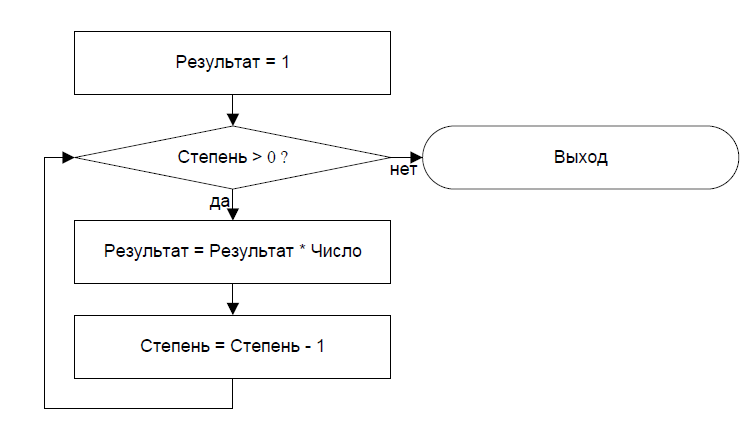 Результат = 1
Степень > 0 ?
Выход
нет
да
Результат = Результат * Число
Степень = Степень - 1